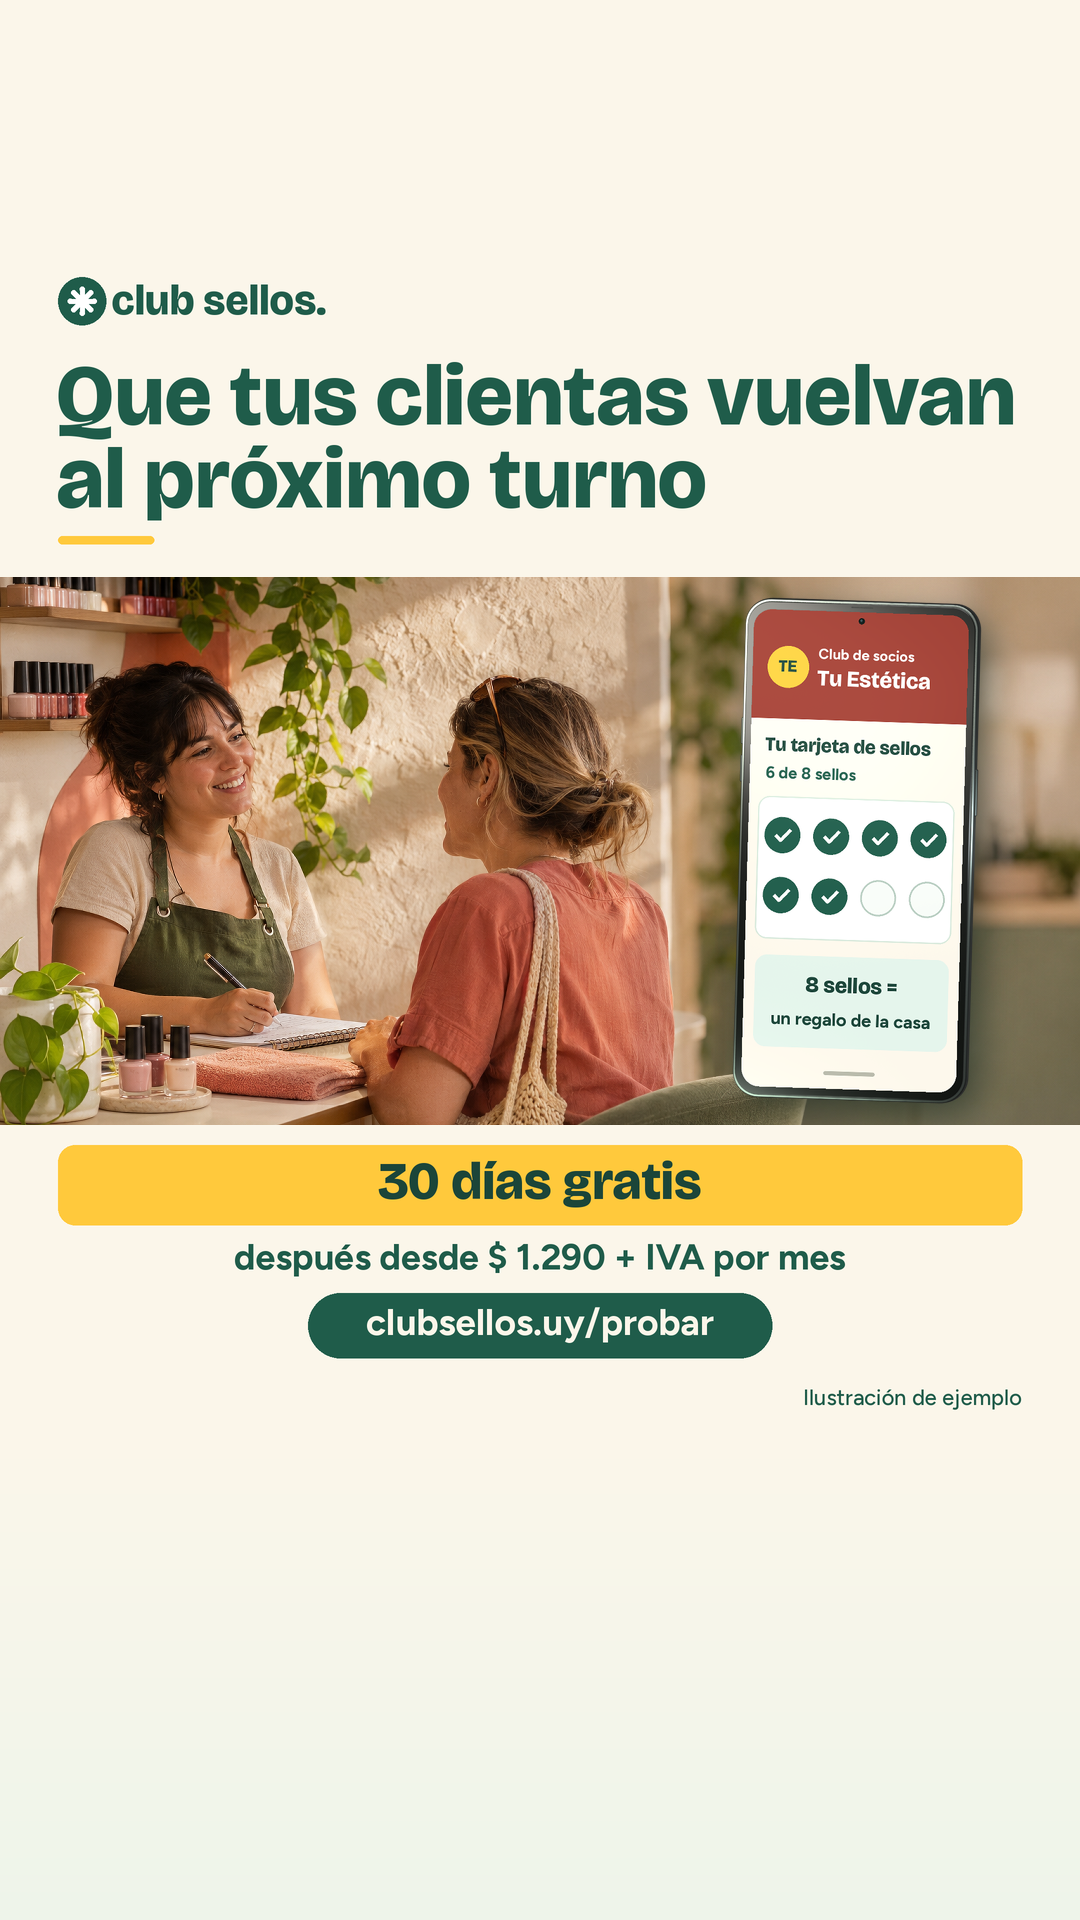 club sellos.
Que tus clientas vuelvan
al próximo turno
TE
Club de socios
Tu Estética
Tu tarjeta de sellos
6 de 8 sellos
8 sellos =
un regalo de la casa
30 días gratis
después desde $ 1.290 + IVA por mes
clubsellos.uy/probar
Ilustración de ejemplo